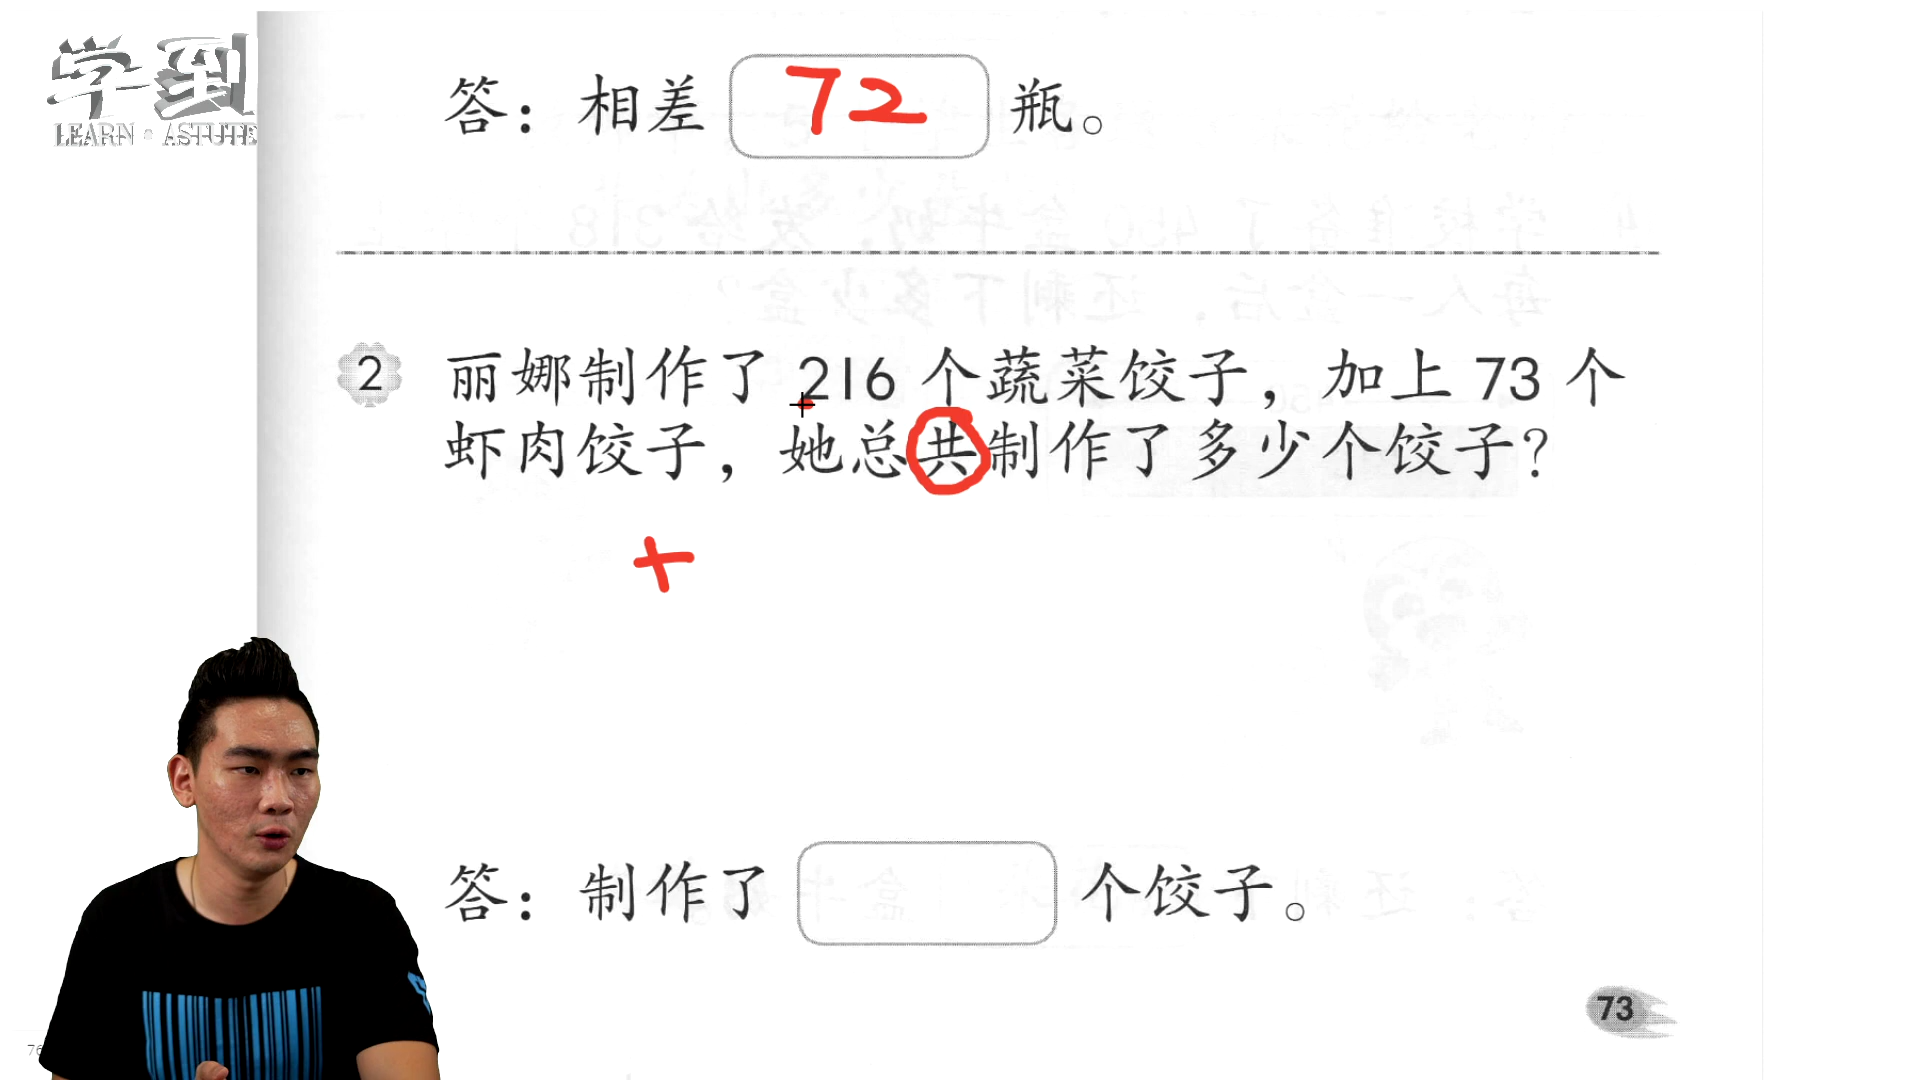 学到
LEARN ASTUTE
答：相差 72 瓶。
2 丽娜制作了 216 个蔬菜饺子，加上 73 个
虾肉饺子，她总共制作了多少个饺子？
+
答：制作了 个饺子。
73